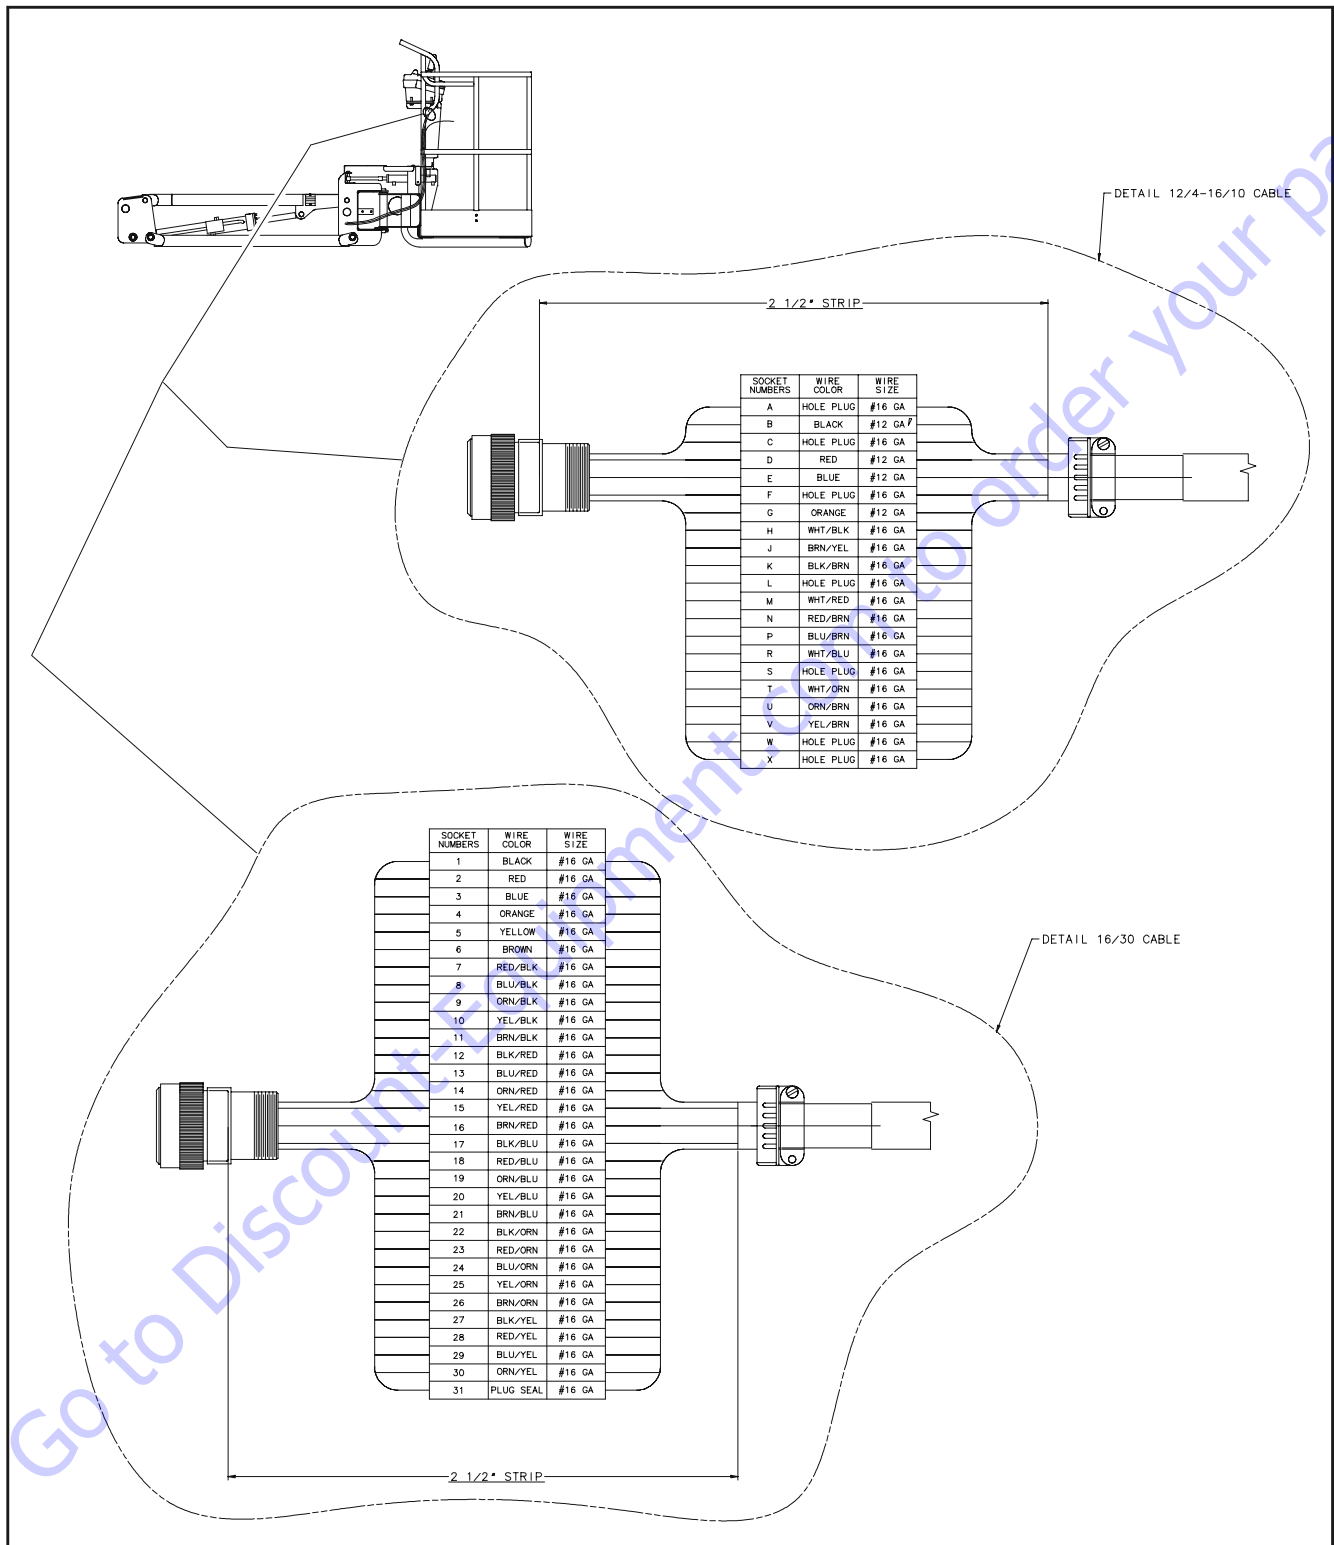 DETAIL 12/4-16/10 CABLE
2 1/2" STRIP
SOCKET NUMBERS WIRE COLOR WIRE SIZE
A HOLE PLUG #16 GA
B BLACK #12 GA
C HOLE PLUG #16 GA
D RED #12 GA
E BLUE #12 GA
F HOLE PLUG #16 GA
G ORANGE #12 GA
H WHT/BLK #16 GA
J BRN/YEL #16 GA
K BLK/BRN #16 GA
L HOLE PLUG #16 GA
M WHT/RED #16 GA
N RED/BRN #16 GA
P BLU/BRN #16 GA
R WHT/BLU #16 GA
S HOLE PLUG #16 GA
T WHT/ORN #16 GA
U ORN/BRN #16 GA
V YEL/BRN #16 GA
W HOLE PLUG #16 GA
X HOLE PLUG #16 GA
SOCKET NUMBERS WIRE COLOR WIRE SIZE
1 BLACK #16 GA
2 RED #16 GA
3 BLUE #16 GA
4 ORANGE #16 GA
5 YELLOW #16 GA
6 BROWN #16 GA
7 RED/BLK #16 GA
8 BLU/BLK #16 GA
9 ORN/BLK #16 GA
10 YEL/BLK #16 GA
11 BRN/BLK #16 GA
12 BLK/RED #16 GA
13 BLU/RED #16 GA
14 ORN/RED #16 GA
15 YEL/RED #16 GA
16 BRN/RED #16 GA
17 BLK/BLU #16 GA
18 RED/BLU #16 GA
19 ORN/BLU #16 GA
20 YEL/BLU #16 GA
21 BRN/BLU #16 GA
22 BLK/ORN #16 GA
23 RED/ORN #16 GA
24 BLU/ORN #16 GA
25 YEL/ORN #16 GA
26 BRN/ORN #16 GA
27 BLK/YEL #16 GA
28 RED/YEL #16 GA
29 BLU/YEL #16 GA
30 ORN/YEL #16 GA
31 PLUG SEAL #16 GA
DETAIL 16/30 CABLE
2 1/2" STRIP
Go to Discount-Equipment.com to order your pa